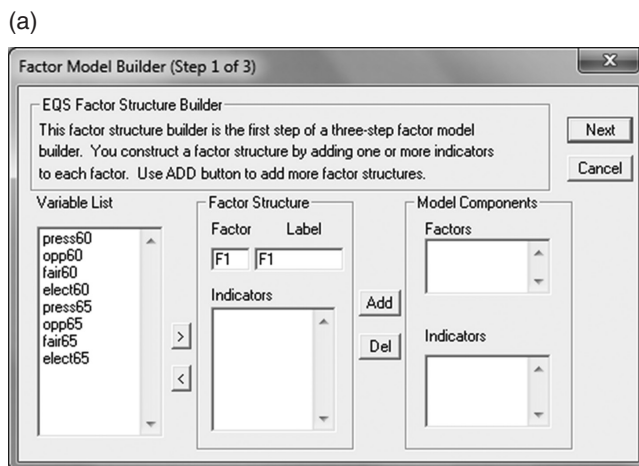 (a)
Factor Model Builder (Step 1 of 3)
x
EQS Factor Structure Builder
This factor structure builder is the first step of a three-step factor model
builder. You construct a factor structure by adding one or more indicators
to each factor. Use ADD button to add more factor structures.
Next
Cancel
Variable List
press60
opp60
fair60
elect60
press65
opp65
fair65
elect65
>
<
Factor Structure
Factor Label
F1 F1
Indicators
Add
Del
Model Components
Factors
Indicators